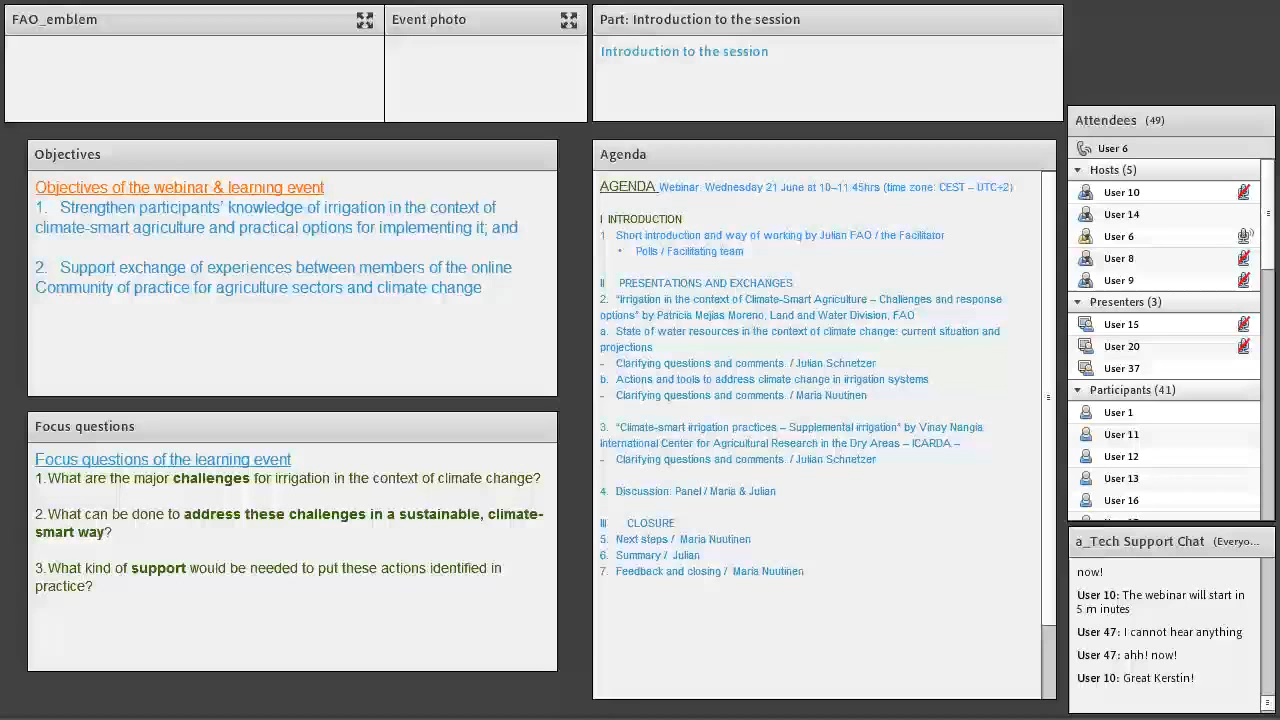 FAO_emblem
Event photo
Part: Introduction to the session
Introduction to the session
Objectives
Objectives of the webinar & learning event
1. Strengthen participants' knowledge of irrigation in the context of
climate-smart agriculture and practical options for implementing it; and
2. Support exchange of experiences between members of the online
Community of practice for agriculture sectors and climate change
Focus questions
Focus questions of the learning event
1.What are the major challenges for irrigation in the context of climate change?
2.What can be done to address these challenges in a sustainable, climate-
smart way?
3.What kind of support would be needed to put these actions identified in
practice?
Agenda
AGENDA Webinar Wednesday 21 June at 10–11:45hrs (time zone: CEST – UTC+2)
I INTRODUCTION
1 Short introduction and way of working by Julian FAO / the Facilitator
• Polls / Facilitating team
II PRESENTATIONS AND EXCHANGES
2. "Irrigation in the context of Climate-Smart Agriculture – Challenges and response
options" by Patricia Mejias Moreno, Land and Water Division, FAO
a. State of water resources in the context of climate change: current situation and
projections
- Clarifying questions and comments / Julian Schnetzer
b. Actions and tools to address climate change in irrigation systems
- Clarifying questions and comments / Maria Nuutinen
3. "Climate-smart irrigation practices – Supplemental irrigation" by Vinay Nangia
International Center for Agricultural Research in the Dry Areas – ICARDA –
- Clarifying questions and comments / Julian Schnetzer
4 Discussion: Panel / Maria & Julian
III CLOSURE
5. Next steps / Maria Nuutinen
6. Summary / Julian
7. Feedback and closing / Maria Nuutinen
Attendees (49)
User 6
Hosts (5)
User 10
User 14
User 6
User 8
User 9
Presenters (3)
User 15
User 20
User 37
Participants (41)
User 1
User 11
User 12
User 13
User 16
a_Tech Support Chat (Everyo...
now!
User 10: The webinar will start in
5 m inutes
User 47: I cannot hear anything
User 47: ahh! now!
User 10: Great Kerstin!